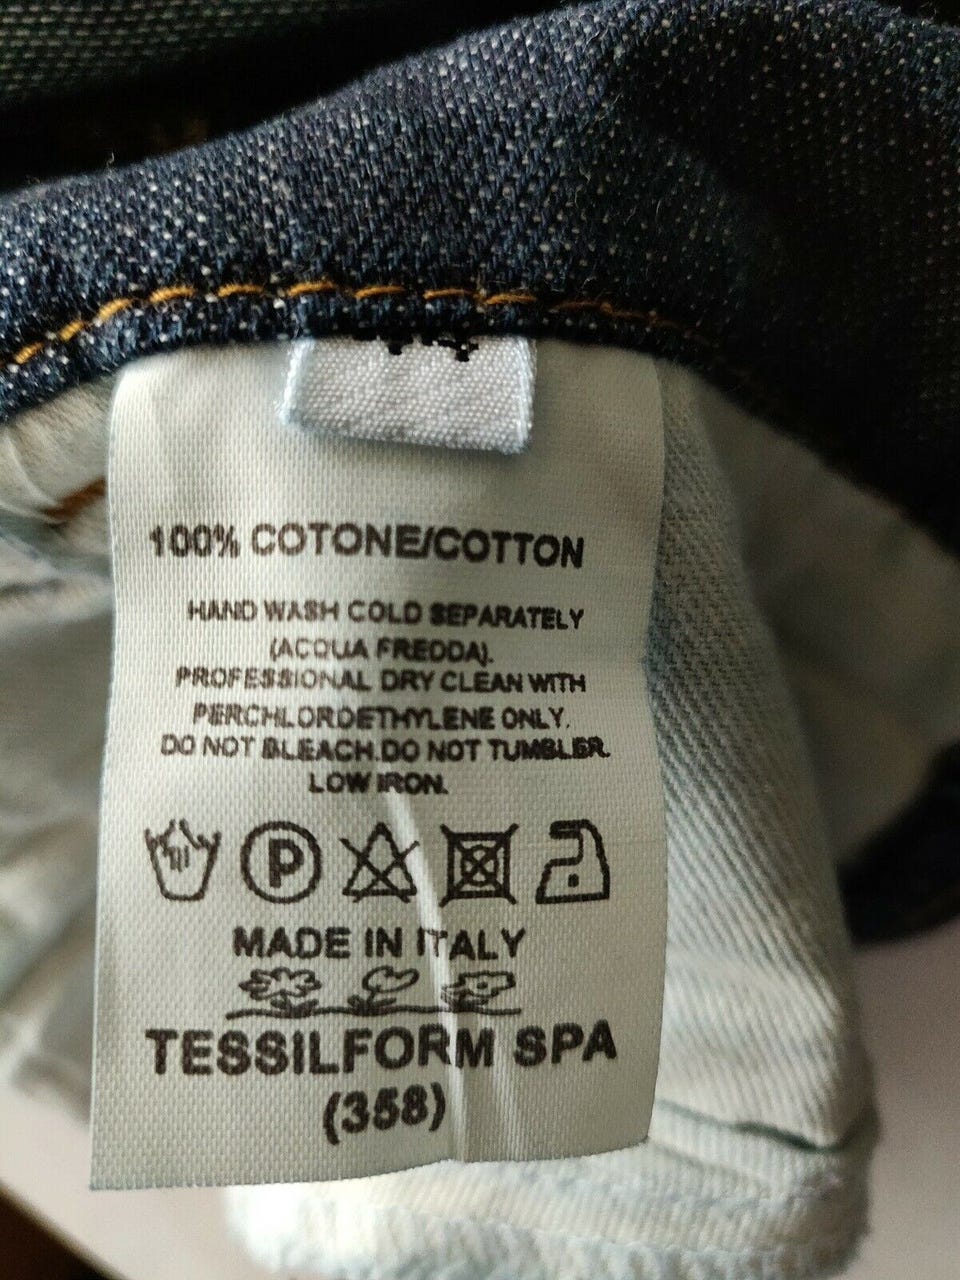 100% COTONE/COTTON
HAND WASH COLD SEPARATELY
(ACQUA FREDDA).
PROFESSIONAL DRY CLEAN WITH
PERCHLOROETHYLENE ONLY.
DO NOT BLEACH.DO NOT TUMBLER.
LOW IRON.
P
MADE IN ITALY
TESSILFORM SPA
(358)